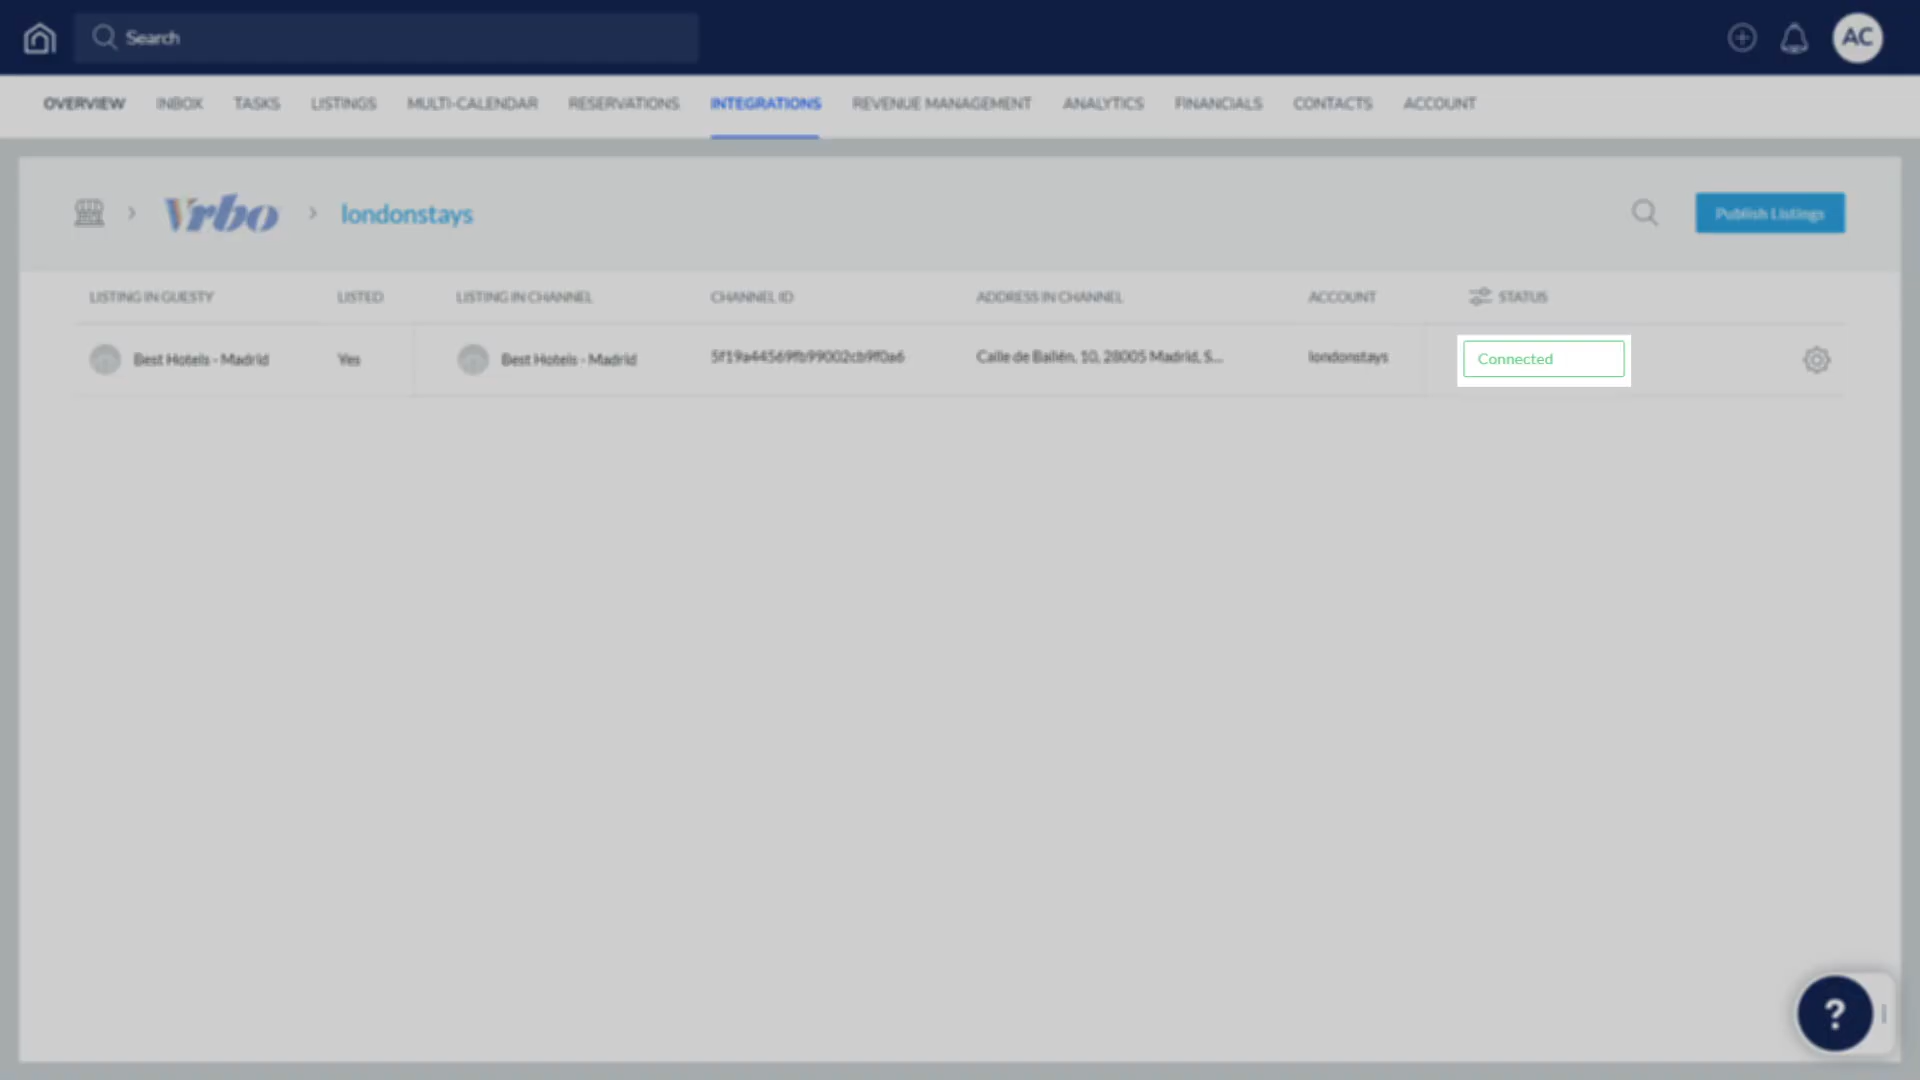 Search
AC
OVERVIEW INBOX TASKS LISTINGS MULTI-CALENDAR RESERVATIONS INTEGRATIONS REVENUE MANAGEMENT ANALYTICS FINANCIALS CONTACTS ACCOUNT
> Vrbo > londonstays Publish Listings
LISTING IN GUESTY LISTED LISTING IN CHANNEL CHANNEL ID ADDRESS IN CHANNEL ACCOUNT STATUS
Best Hotels - Madrid Yes Best Hotels - Madrid 5f19a44569fb99002cb9ff0a6 Calle de Bailén, 10, 28005 Madrid, S... londonstays Connected
?